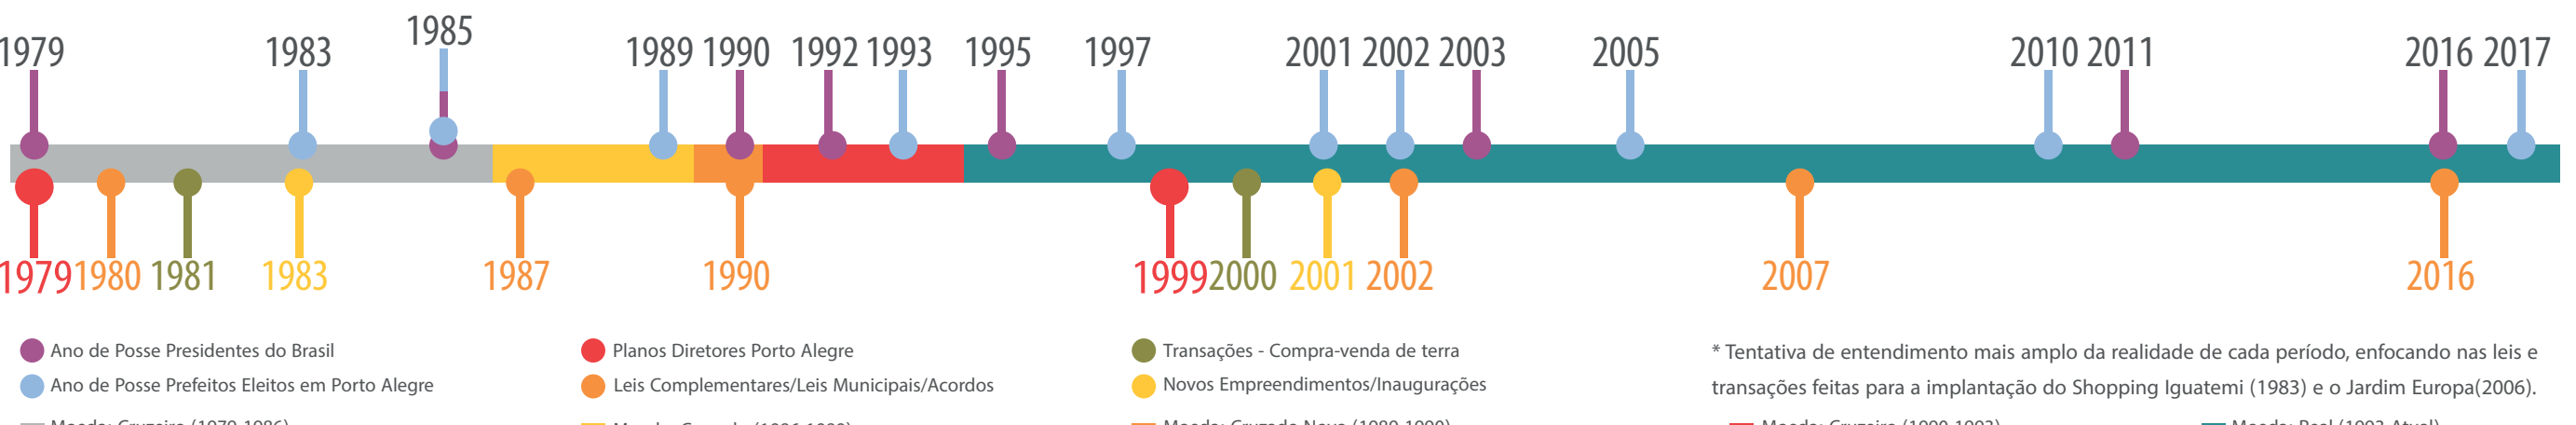 1979 1983 1985 1989 1990 1992 1993 1995 1997 2001 2002 2003 2005 2010 2011 2016 2017
1979 1980 1981 1983 1987 1990 1999 2000 2001 2002 2007 2016
Ano de Posse Presidentes do Brasil
Ano de Posse Prefeitos Eleitos em Porto Alegre
Planos Diretores Porto Alegre
Leis Complementares/Leis Municipais/Acordos
Transações - Compra-venda de terra
Novos Empreendimentos/Inaugurações
* Tentativa de entendimento mais amplo da realidade de cada período, enfocando nas leis e
transações feitas para a implantação do Shopping Iguatemi (1983) e o Jardim Europa(2006).